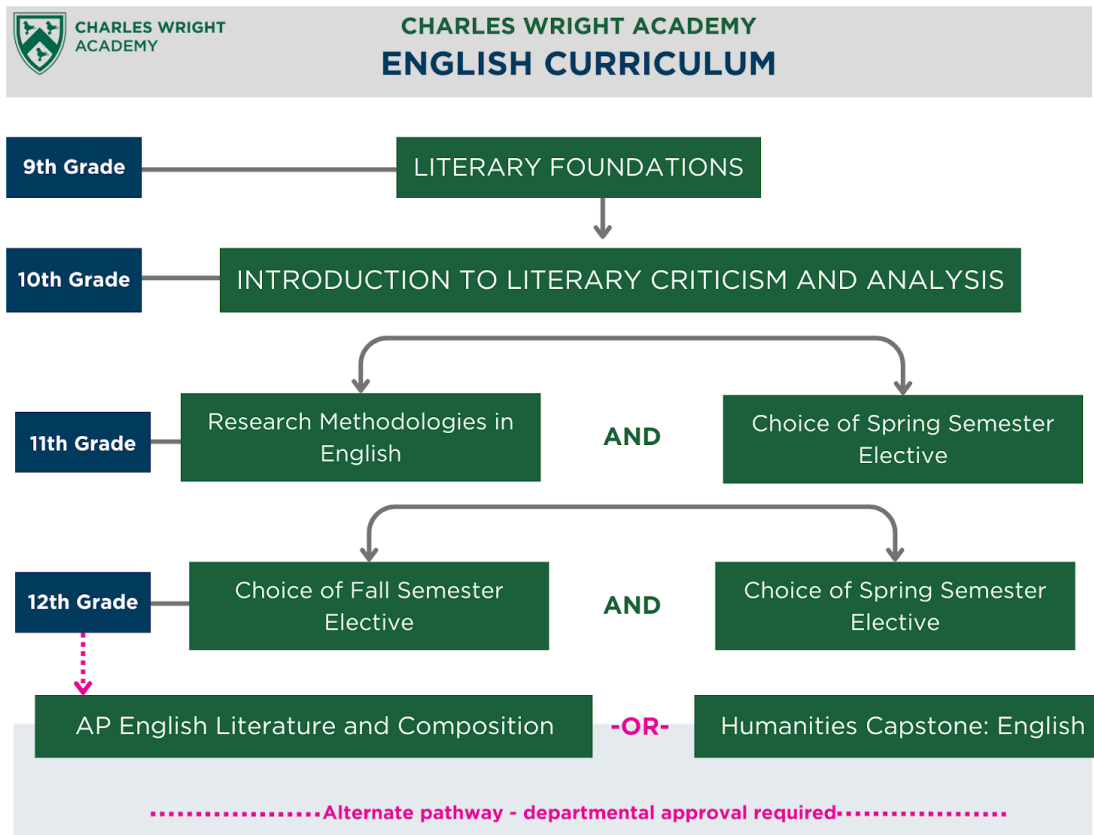 CHARLES WRIGHT
ACADEMY
CHARLES WRIGHT ACADEMY
ENGLISH CURRICULUM
9th Grade
LITERARY FOUNDATIONS
10th Grade
INTRODUCTION TO LITERARY CRITICISM AND ANALYSIS
11th Grade
Research Methodologies in
English
AND
Choice of Spring Semester
Elective
12th Grade
Choice of Fall Semester
Elective
AND
Choice of Spring Semester
Elective
AP English Literature and Composition
-OR-
Humanities Capstone: English
Alternate pathway - departmental approval required